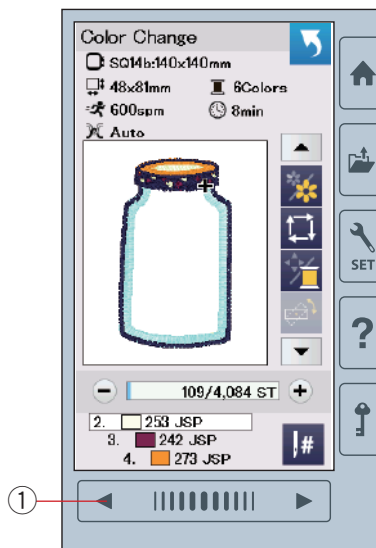 Color Change
SQ14b:140x140mm
48x81mm 6Colors
600spm 8min
Auto
SET
?
109/4,084 ST
2. 253 JSP
3. 242 JSP
4. 273 JSP
#
1